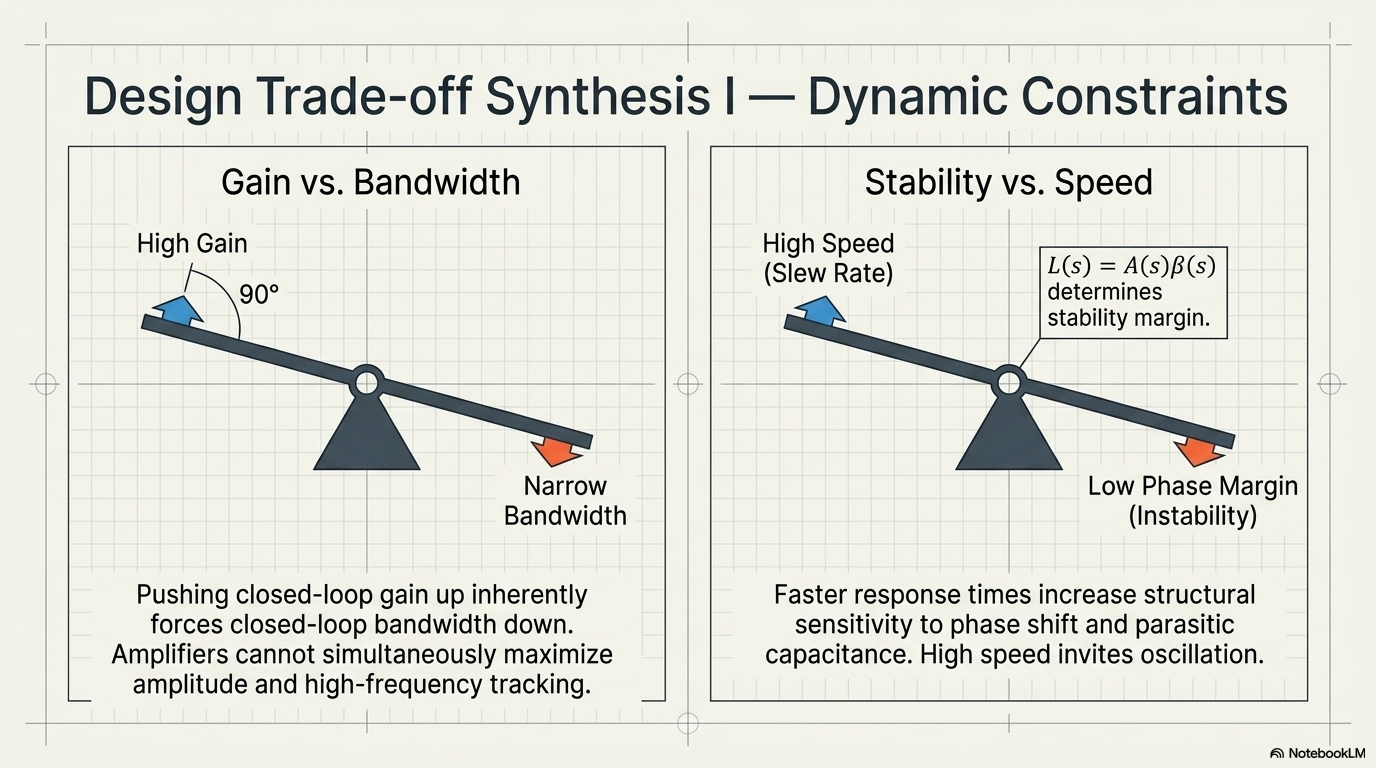 Design Trade-off Synthesis I — Dynamic Constraints
Gain vs. Bandwidth
High Gain
90°
Narrow
Bandwidth
Pushing closed-loop gain up inherently
forces closed-loop bandwidth down.
Amplifiers cannot simultaneously maximize
amplitude and high-frequency tracking.
Stability vs. Speed
High Speed
(Slew Rate)
L(s) = A(s)β(s)
determines
stability margin.
Low Phase Margin
(Instability)
Faster response times increase structural
sensitivity to phase shift and parasitic
capacitance. High speed invites oscillation.
NotebookLM